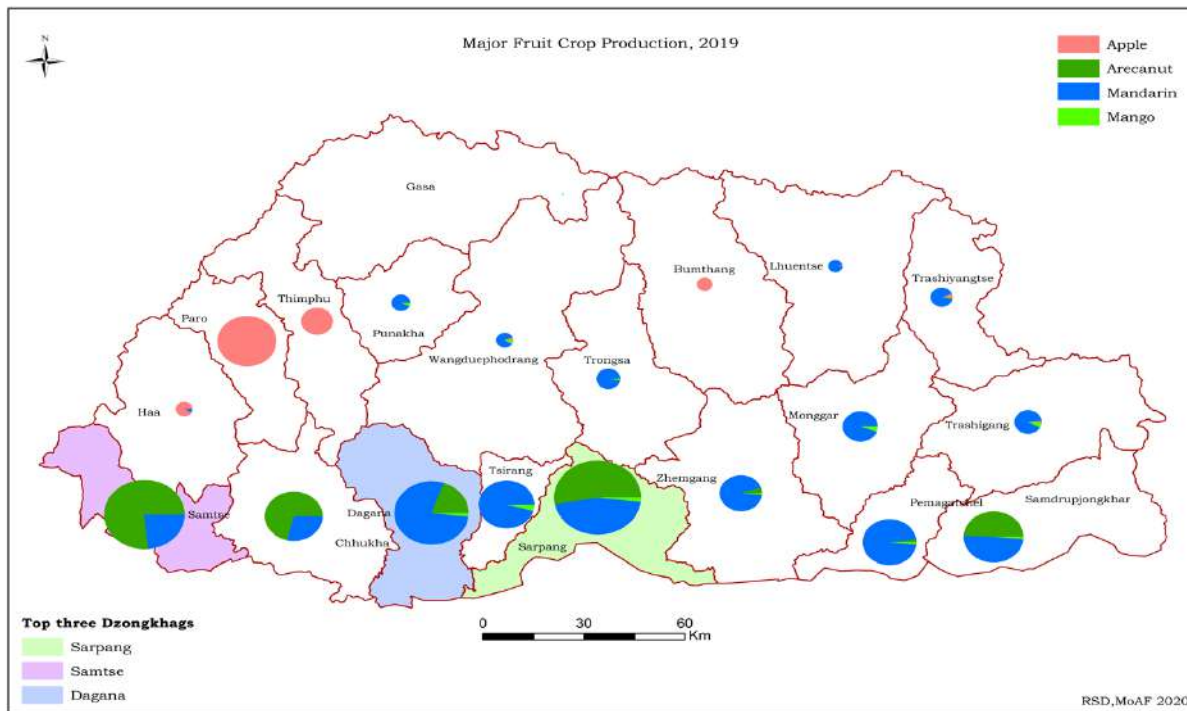 N
Major Fruit Crop Production, 2019
Apple
Arecanut
Mandarin
Mango
Gasa
Bumthang
Lhuentse
Trashiyangtse
Thimphu
Paro
Punakha
Wangduephodrang
Trongsa
Haa
Monggar
Trashigang
Tsirang
Zhemgang
Samtse
Dagana
Chhukha
Sarpang
Samdrupjongkhar
Top three Dzongkhags
Sarpang
Samtse
Dagana
0 30 60
Km
RSD,MoAF 2020